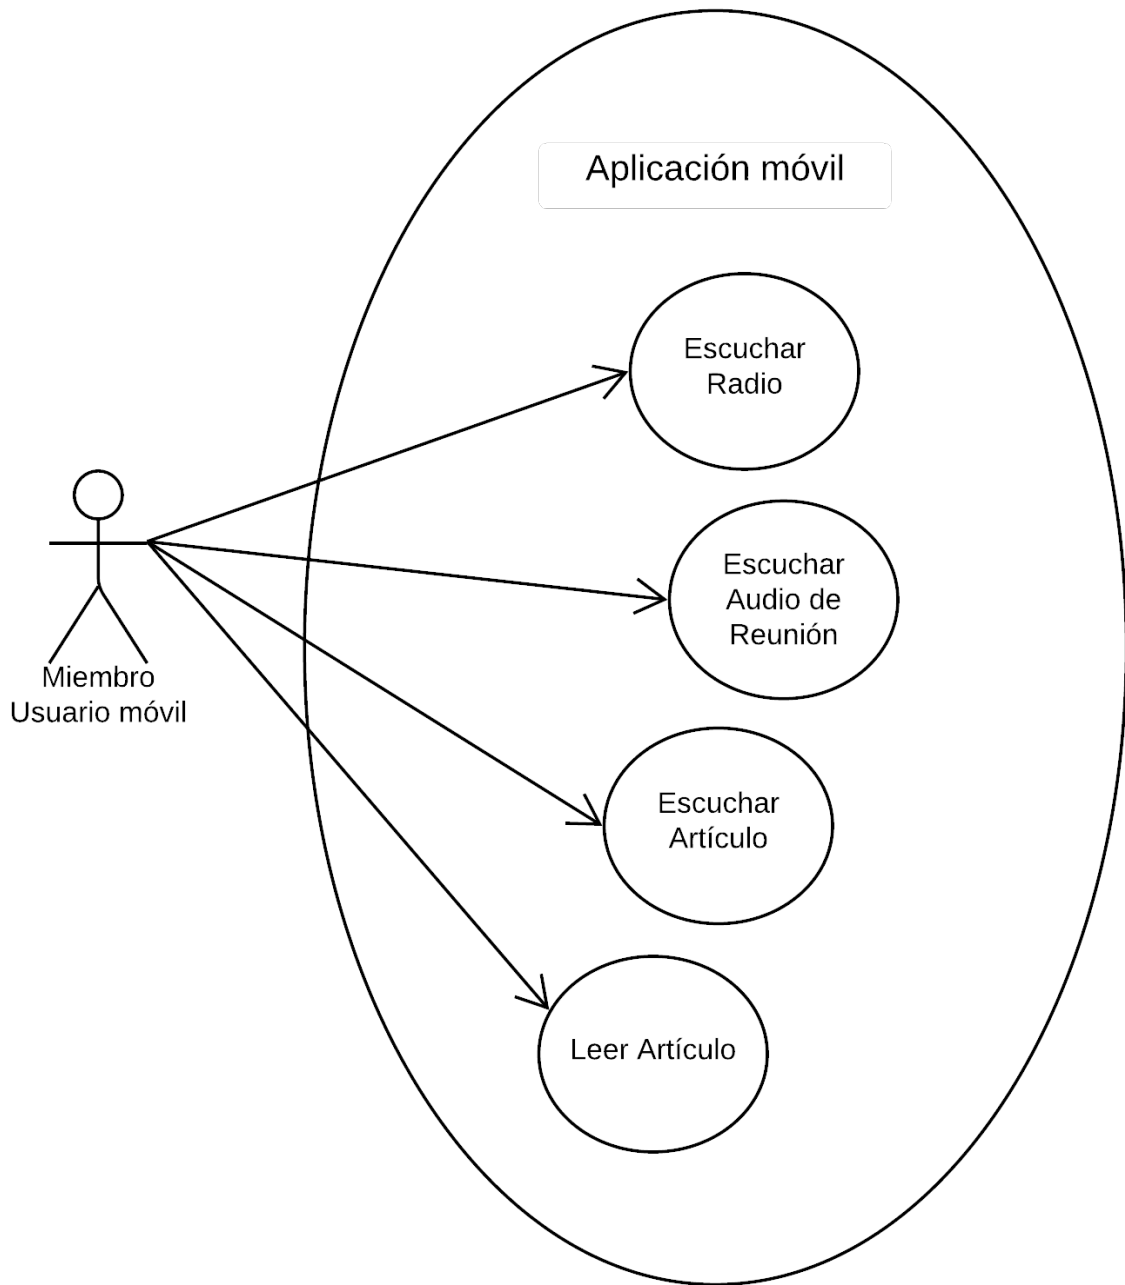 Aplicación móvil
Escuchar
Radio
Escuchar
Audio de
Reunión
Miembro
Usuario móvil
Escuchar
Artículo
Leer Artículo